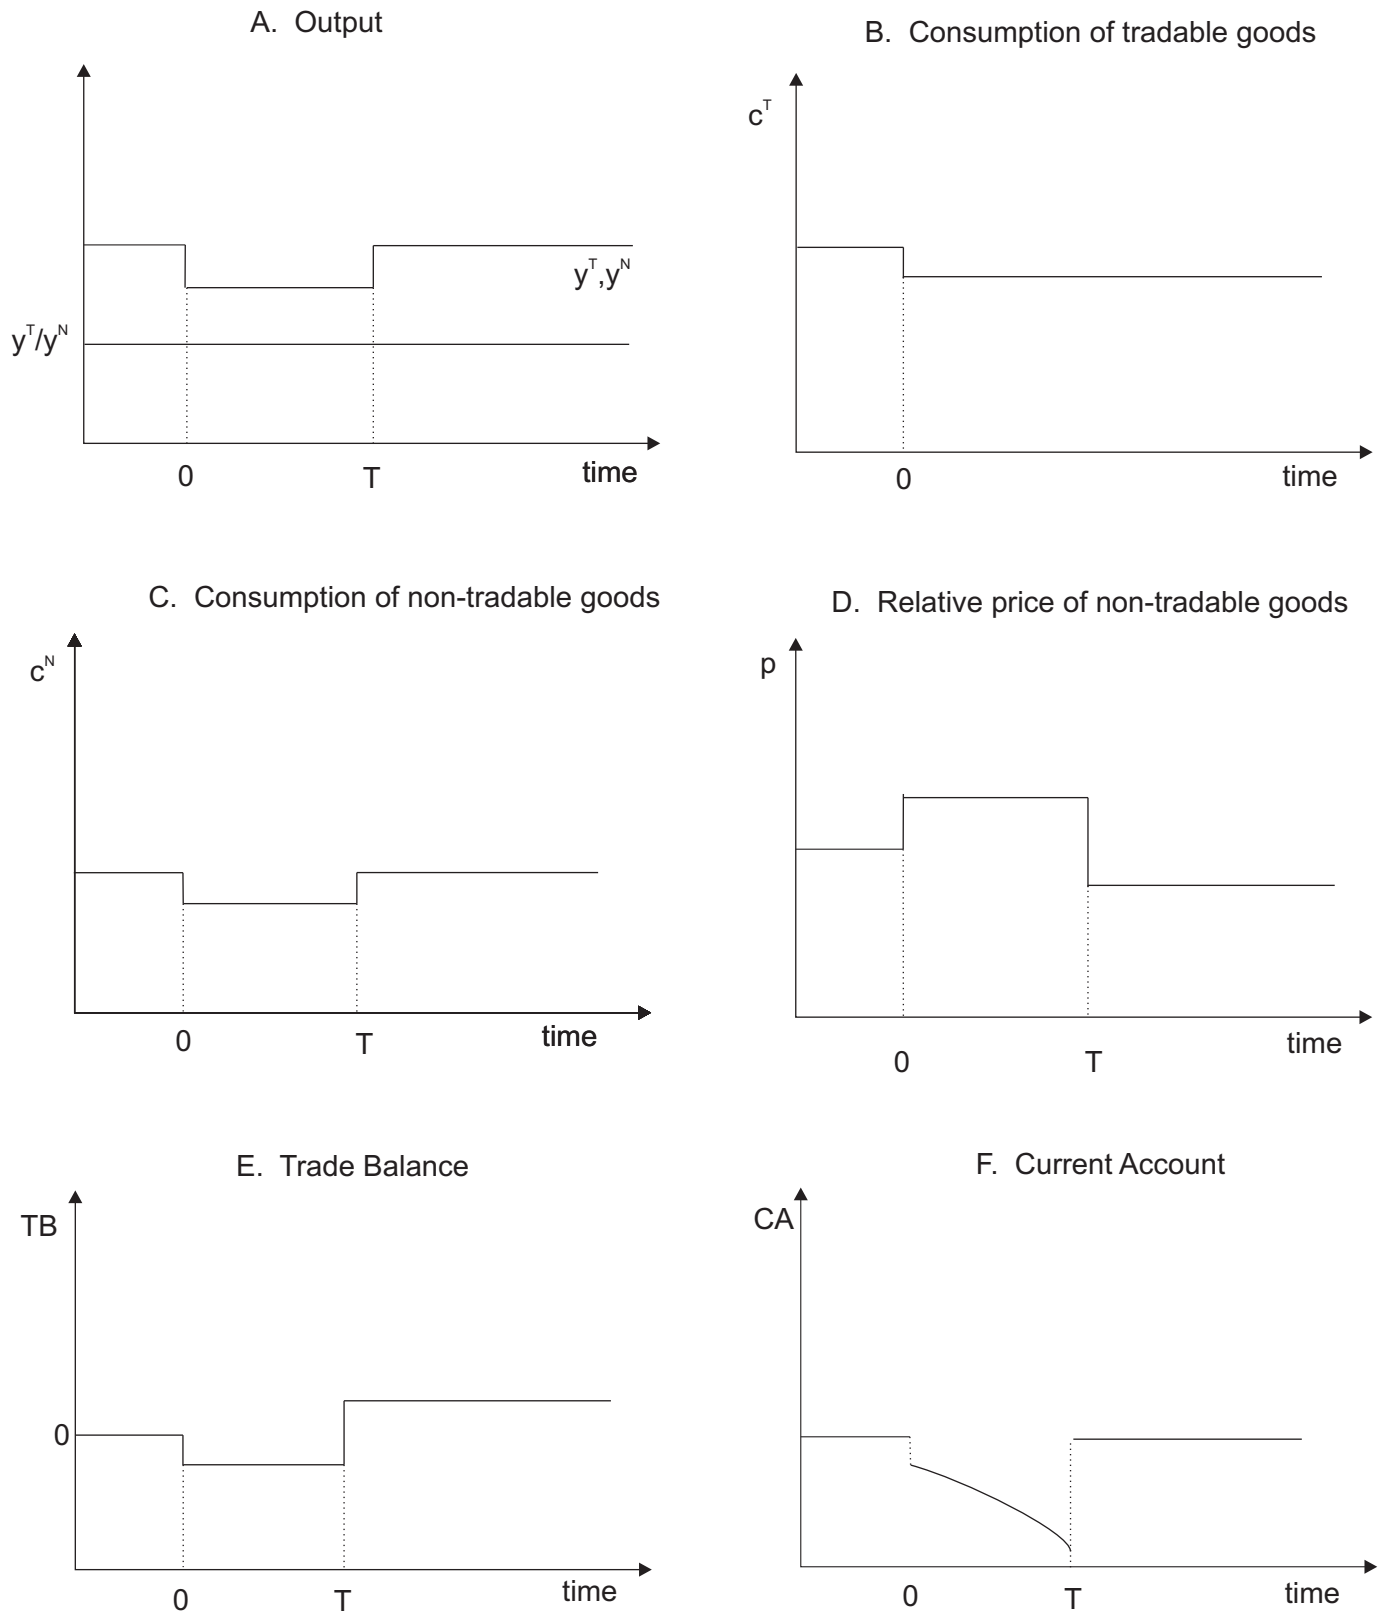 A. Output
B. Consumption of tradable goods
c^T
y^T,y^N
y^T/y^N
0
T
time
0
time
C. Consumption of non-tradable goods
D. Relative price of non-tradable goods
c^N
p
0
T
time
0
T
time
E. Trade Balance
F. Current Account
TB
CA
0
0
T
time
0
T
time